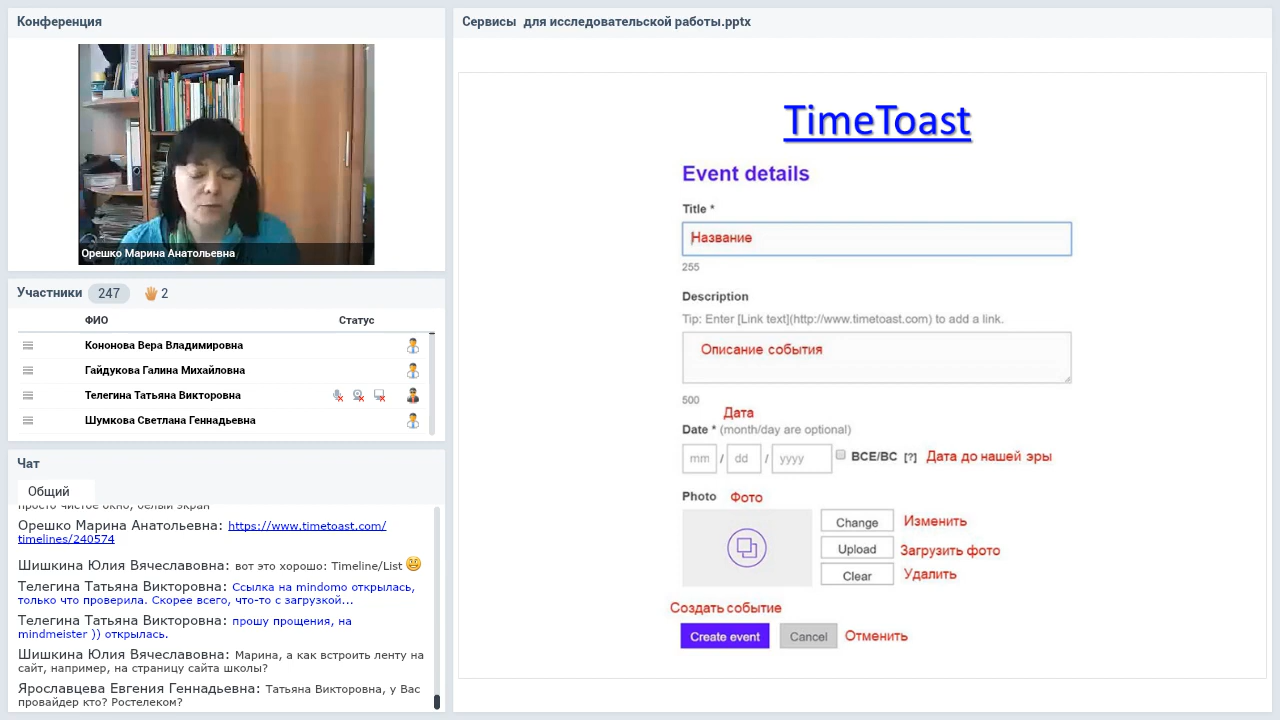 Конференция
Орешко Марина Анатольевна
Участники 247 2
ФИО Статус
Кононова Вера Владимировна
Гайдукова Галина Михайловна
Телегина Татьяна Викторовна
Шумкова Светлана Геннадьевна
Чат
Общий
просто чистое окно, белый экран
Орешко Марина Анатольевна: https://www.timetoast.com/
timelines/240574
Шишкина Юлия Вячеславовна: вот это хорошо: Timeline/List
Телегина Татьяна Викторовна: Ссылка на mindomo открылась,
только что проверила. Скорее всего, что-то с загрузкой...
Телегина Татьяна Викторовна: прошу прощения, на
mindmeister )) открылась.
Шишкина Юлия Вячеславовна: Марина, а как встроить ленту на
сайт, например, на страницу сайта школы?
Ярославцева Евгения Геннадьевна: Татьяна Викторовна, у Вас
провайдер кто? Ростелеком?
Сервисы для исследовательской работы.pptx
TimeToast
Event details
Title *
Название
255
Description
Tip: Enter [Link text](http://www.timetoast.com) to add a link.
Описание события
500
Дата
Date * (month/day are optional)
mm / dd / yyyy BCE/BC [?] Дата до нашей эры
Photo Фото
Change Изменить
Upload Загрузить фото
Clear Удалить
Создать событие
Create event Cancel Отменить